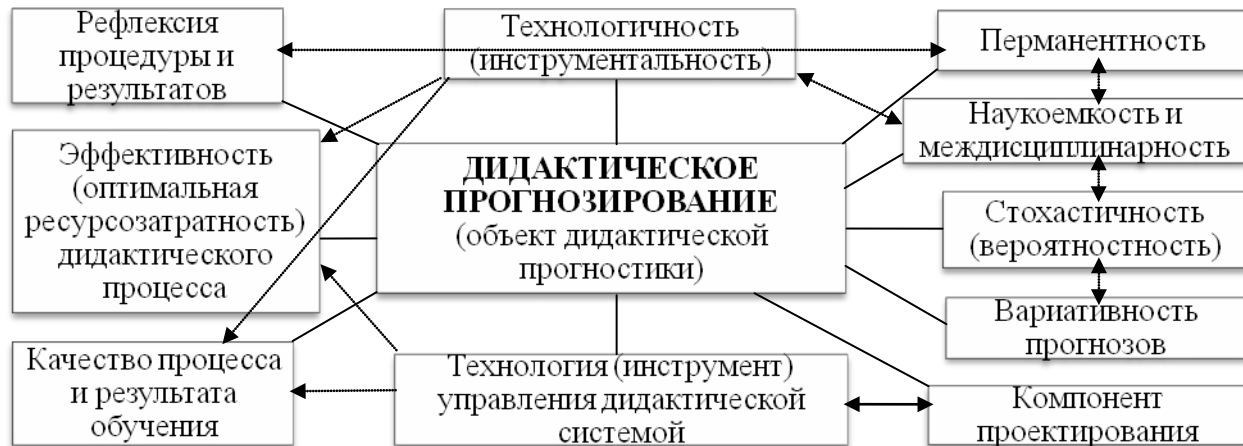 Рефлексия
процедуры и
результатов
Технологичность
(инструментальность)
Перманентность
Наукоемкость и
междисциплинарность
Эффективность
(оптимальная
ресурсозатратность)
дидактического
процесса
ДИДАКТИЧЕСКОЕ
ПРОГНОЗИРОВАНИЕ
(объект дидактической
прогностики)
Стохастичность
(вероятностность)
Вариативность
прогнозов
Качество процесса
и результата
обучения
Технология (инструмент)
управления дидактической
системой
Компонент
проектирования